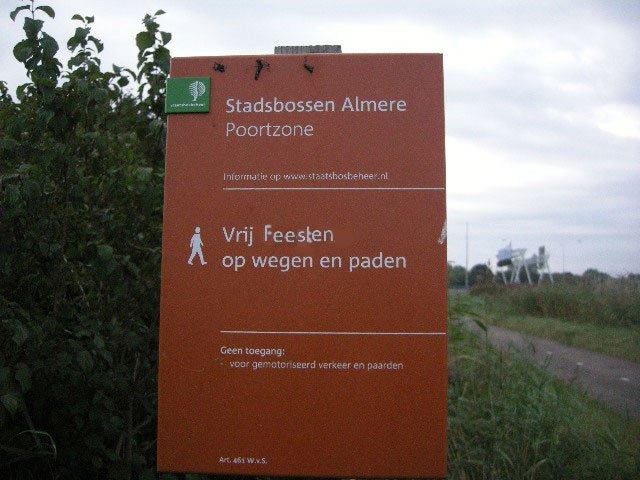 staatsbosbeheer
Stadsbossen Almere
Poortzone
Informatie op www.staatsbosbeheer.nl
Vrij Feesten
op wegen en paden
Geen toegang:
- voor gemotoriseerd verkeer en paarden
Art. 461 W.v.S.